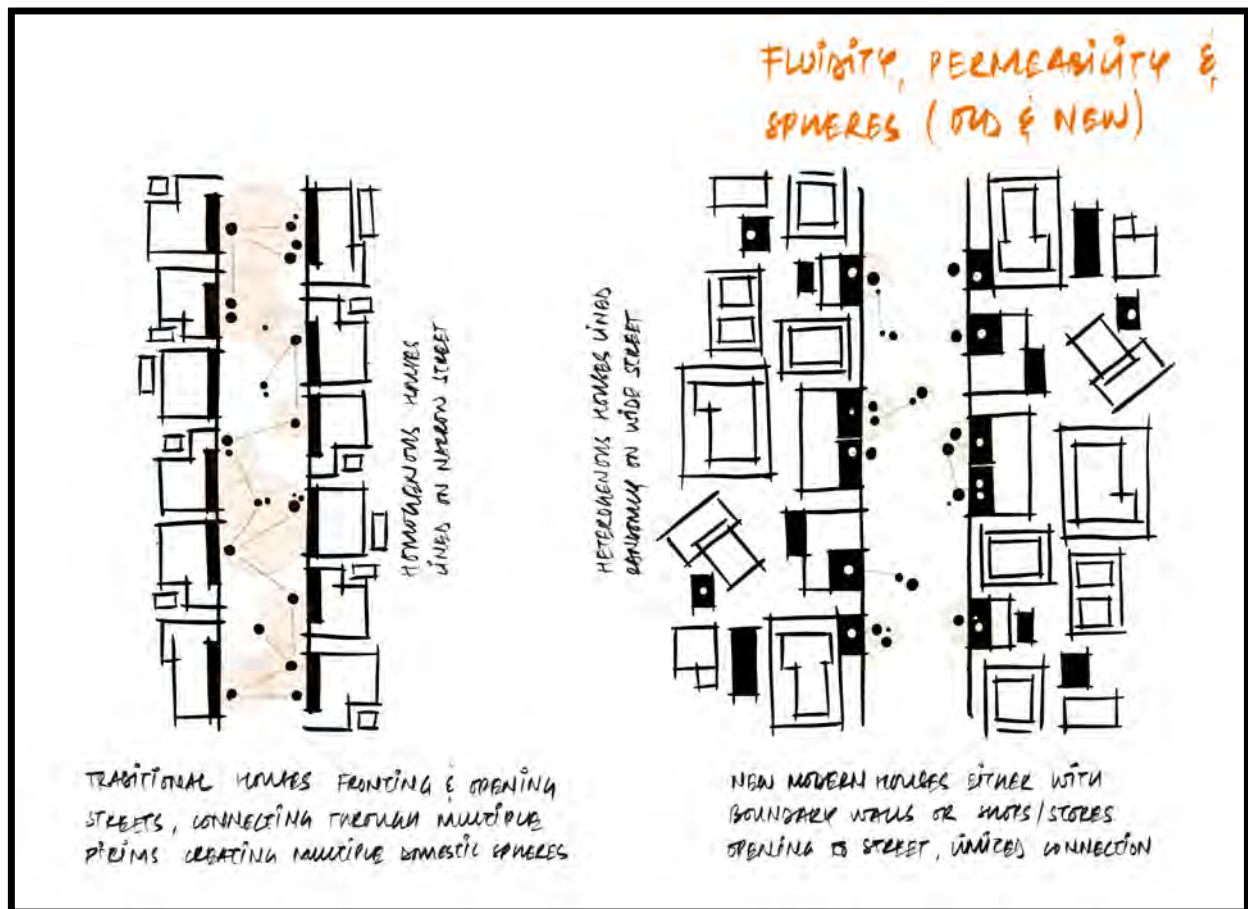 FLUIDITY, PERMEABILITY &
SPHERES (OLD & NEW)
HOMOGENOUS HOUSES
LINED ON NARROW STREET
HETEROGENOUS HOUSES LINED
RANDOMLY ON WIDE STREET
TRADITIONAL HOUSES FRONTING & OPENING
STREETS, CONNECTING THROUGH MULTIPLE
PIRIMS CREATING MULTIPLE DOMESTIC SPHERES
NEW MODERN HOUSES EITHER WITH
BOUNDARY WALLS OR SHOPS/STORES
OPENING TO STREET, LIMITED CONNECTION